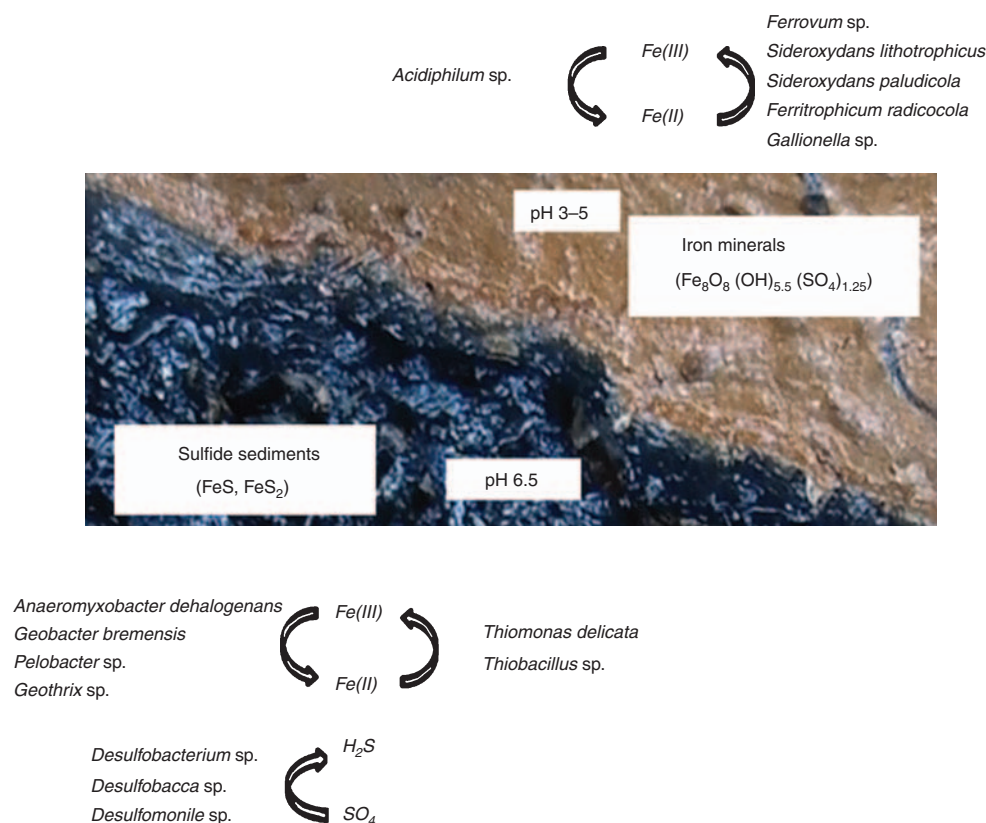 Ferrovum sp.
Acidiphilum sp.
Fe(III)
Sideroxydans lithotrophicus
Sideroxydans paludicola
Fe(II)
Ferritrophicum radicocola
Gallionella sp.
pH 3–5
Iron minerals
(Fe8O8 (OH)5.5 (SO4)1.25)
Sulfide sediments
(FeS, FeS2)
pH 6.5
Anaeromyxobacter dehalogenans
Geobacter bremensis
Pelobacter sp.
Geothrix sp.
Fe(III)
Fe(II)
Thiomonas delicata
Thiobacillus sp.
Desulfobacterium sp.
Desulfobacca sp.
Desulfomonile sp.
H2S
SO4